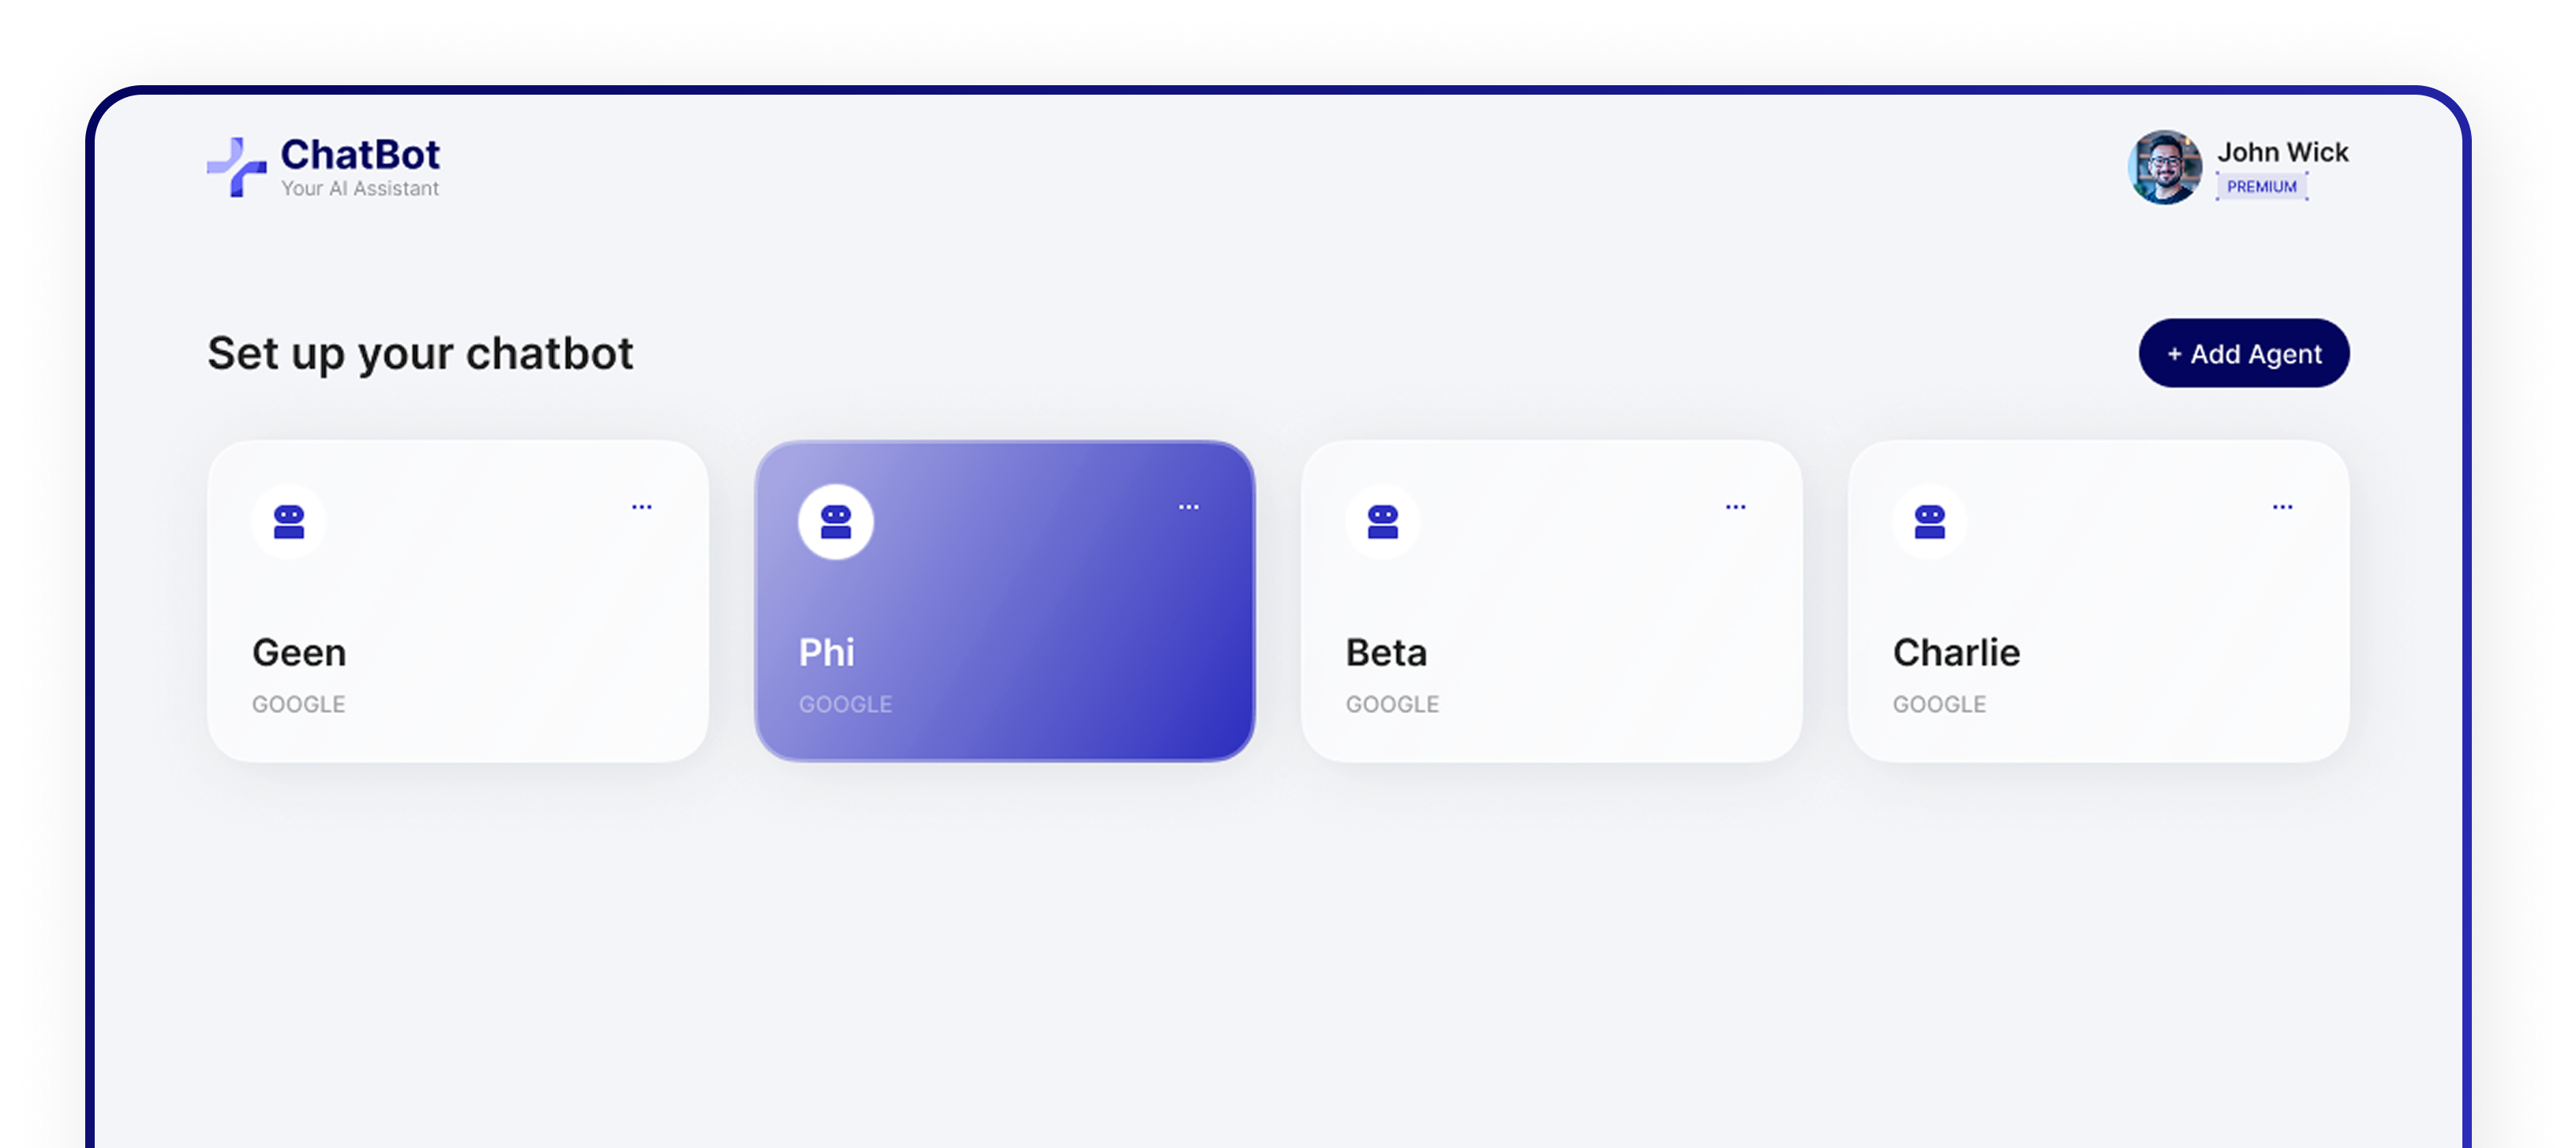 ChatBot
Your AI Assistant
John Wick
PREMIUM
Set up your chatbot
+ Add Agent
Geen
GOOGLE
Phi
GOOGLE
Beta
GOOGLE
Charlie
GOOGLE